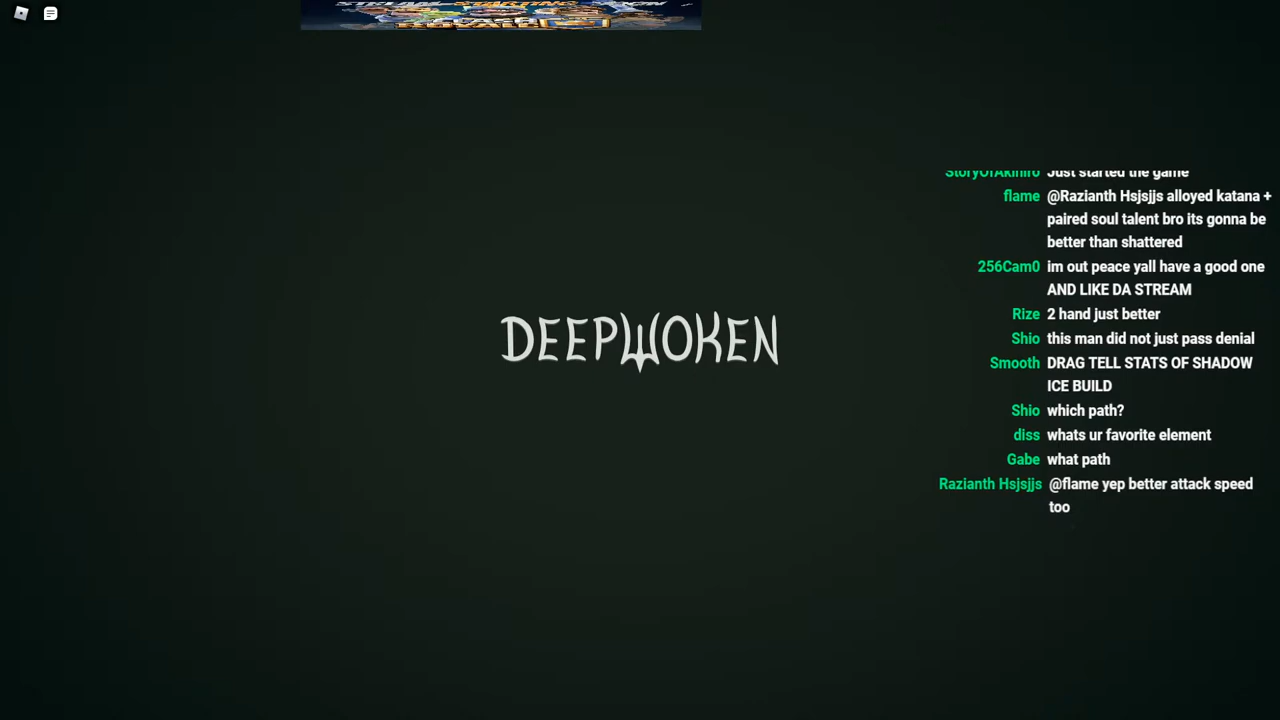 DEEPWOKEN
StoryOfAkihiro Just started the game
flame @Razianth Hsjsjjs alloyed katana +
paired soul talent bro its gonna be
better than shattered
256Cam0 im out peace yall have a good one
AND LIKE DA STREAM
Rize 2 hand just better
Shio this man did not just pass denial
Smooth DRAG TELL STATS OF SHADOW
ICE BUILD
Shio which path?
diss whats ur favorite element
Gabe what path
Razianth Hsjsjjs @flame yep better attack speed
too